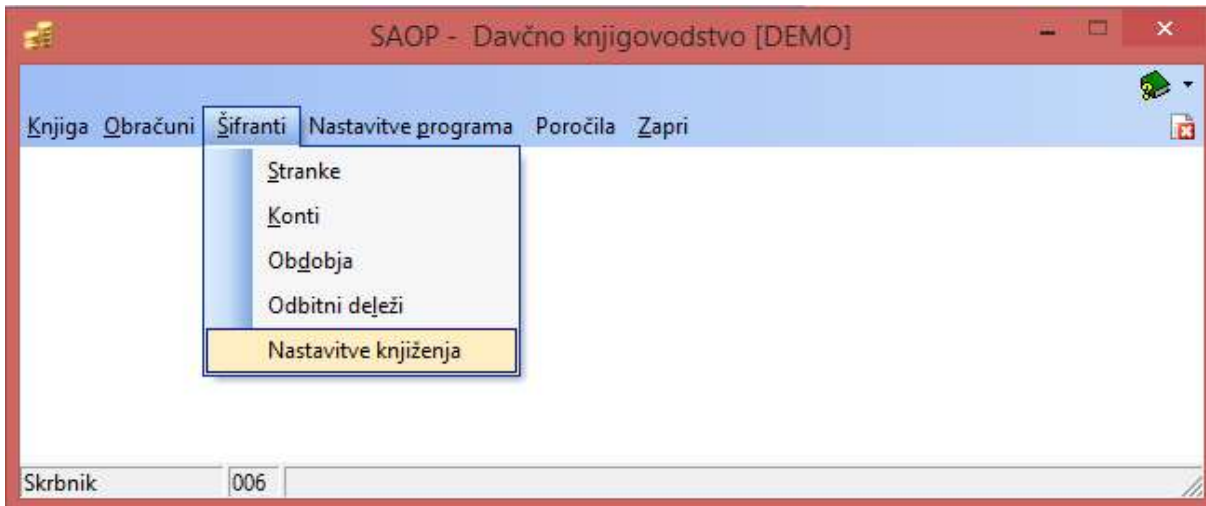 SAOP - Davčno knjigovodstvo [DEMO]
Knjiga Obračuni Šifranti Nastavitve programa Poročila Zapri
Stranke
Konti
Obdobja
Odbitni deleži
Nastavitve knjiženja
Skrbnik 006